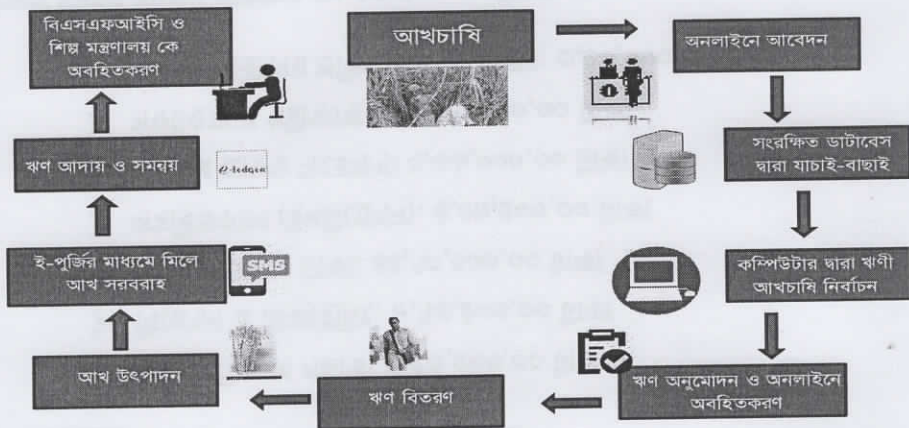 আখচাষি
অনলাইনে আবেদন
সংরক্ষিত ডাটাবেস
দ্বারা যাচাই-বাছাই
কম্পিউটার দ্বারা ঋণী
আখচাষি নির্বাচন
ঋণ অনুমোদন ও অনলাইনে
অবহিতকরণ
ঋণ বিতরণ
আখ উৎপাদন
ই-পুর্জির মাধ্যমে মিলে
আখ সরবরাহ
SMS
ঋণ আদায় ও সমন্বয়
e-ledger
বিএসএফআইসি ও
শিল্প মন্ত্রণালয় কে
অবহিতকরণ